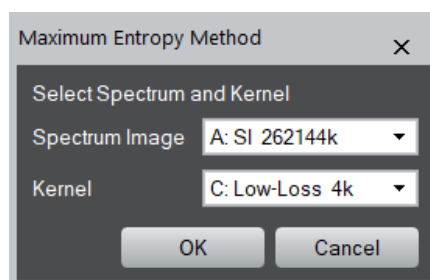 Maximum Entropy Method
Select Spectrum and Kernel
Spectrum Image A: SI 262144k
Kernel C: Low-Loss 4k
OK Cancel